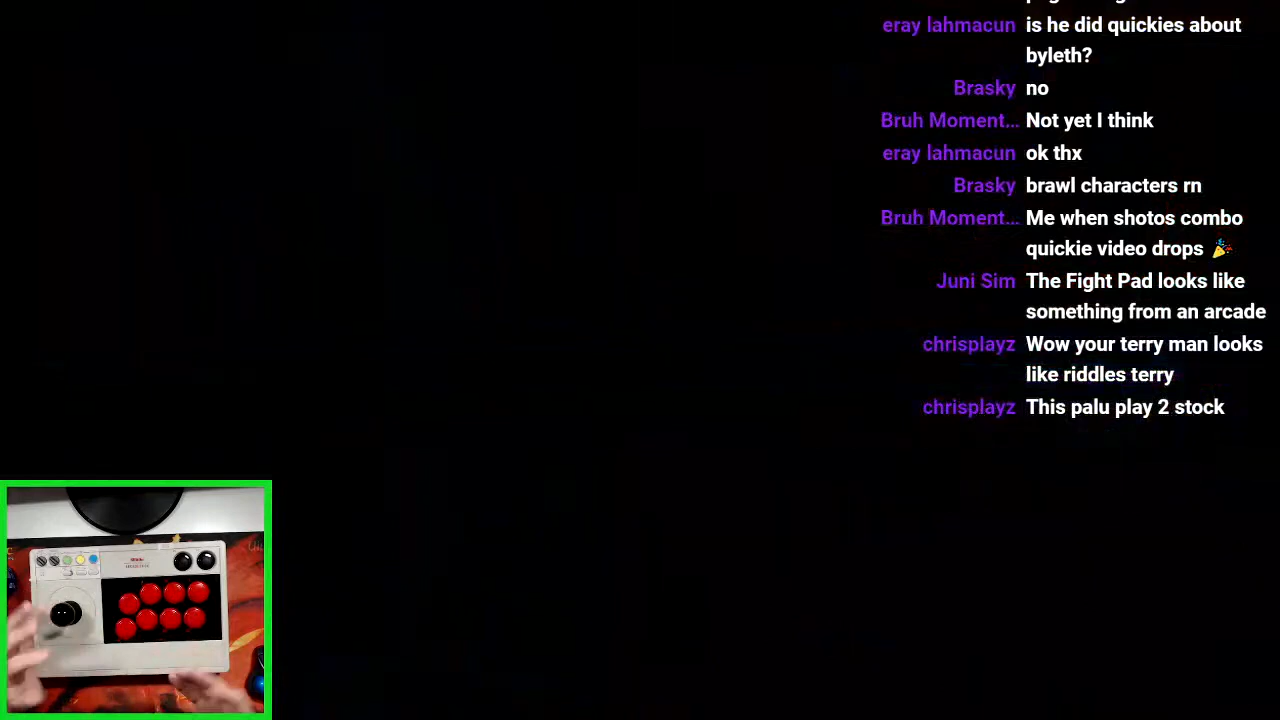 eray lahmacun is he did quickies about
byleth?
Brasky no
Bruh Moment... Not yet I think
eray lahmacun ok thx
Brasky brawl characters rn
Bruh Moment... Me when shotos combo
quickie video drops 🎉
Juni Sim The Fight Pad looks like
something from an arcade
chrisplayz Wow your terry man looks
like riddles terry
chrisplayz This palu play 2 stock